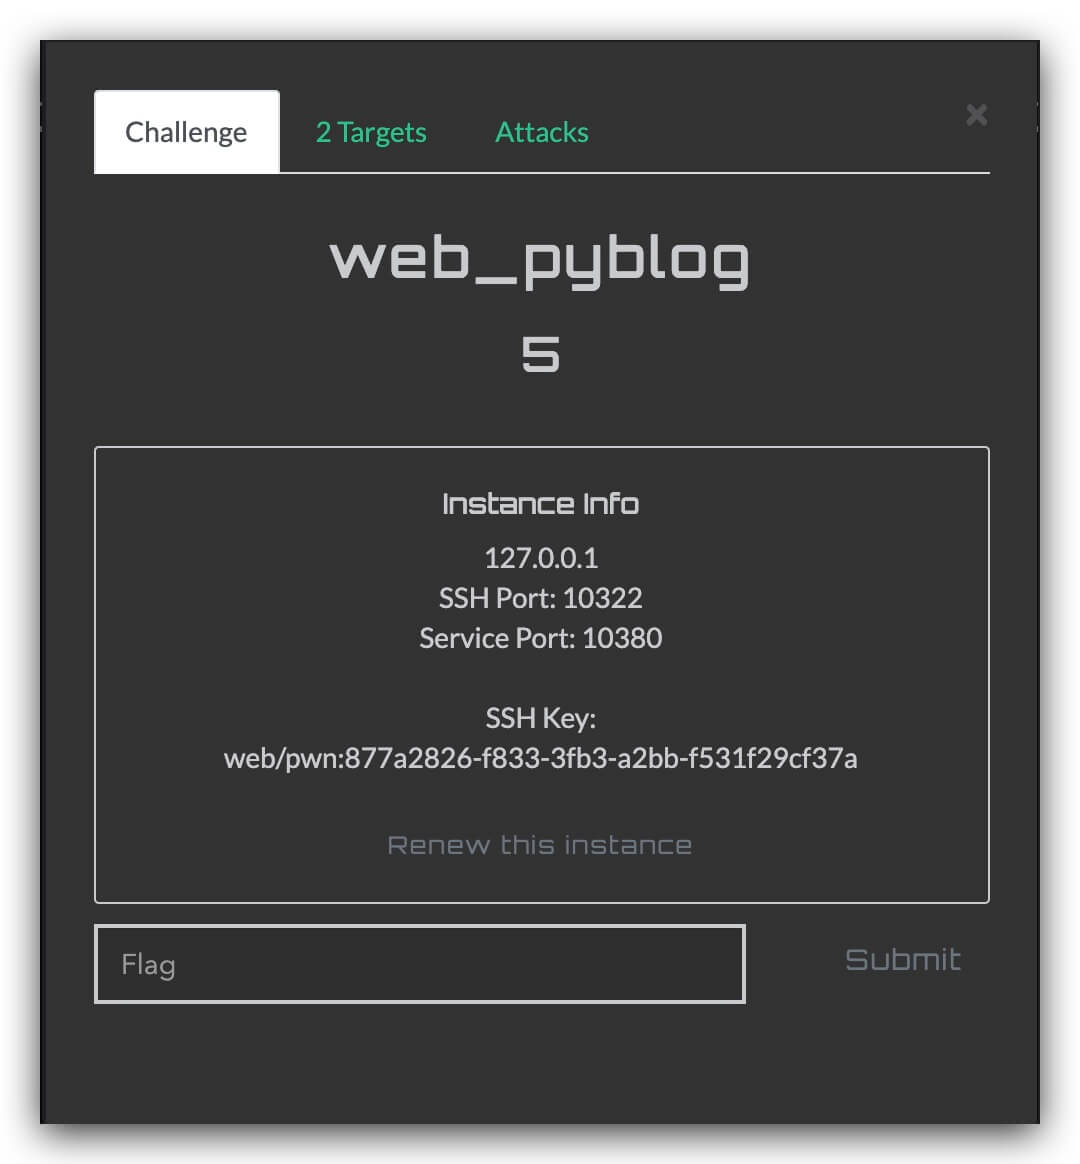 Challenge 2 Targets Attacks ×
web_pyblog
5
Instance Info
127.0.0.1
SSH Port: 10322
Service Port: 10380
SSH Key:
web/pwn:877a2826-f833-3fb3-a2bb-f531f29cf37a
Renew this instance
Flag Submit